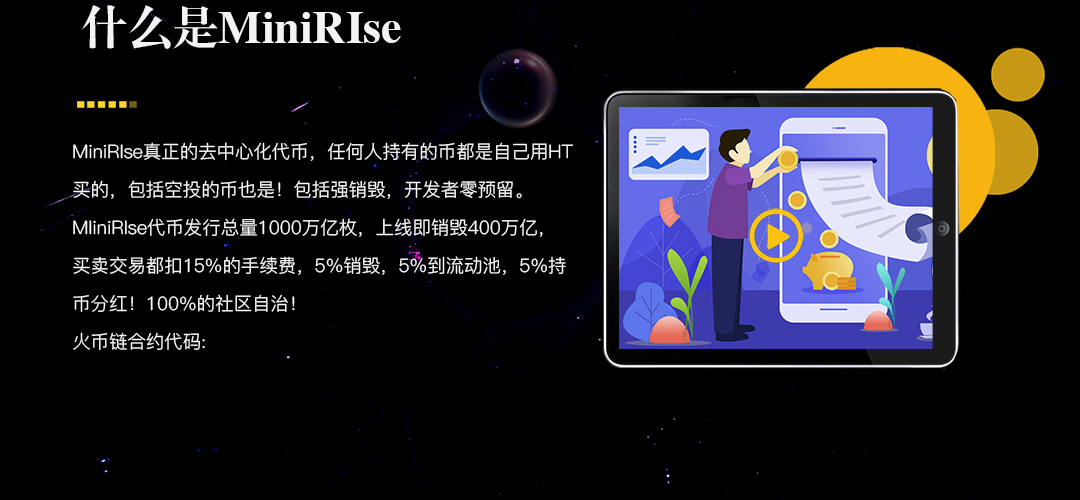 什么是MiniRIse
MiniRIse真正的去中心化代币，任何人持有的币都是自己用HT
买的，包括空投的币也是！包括强销毁，开发者零预留。
MIiniRIse代币发行总量1000万亿枚，上线即销毁400万亿，
买卖交易都扣15%的手续费，5%销毁，5%到流动池，5%持
币分红！100%的社区自治！
火币链合约代码: